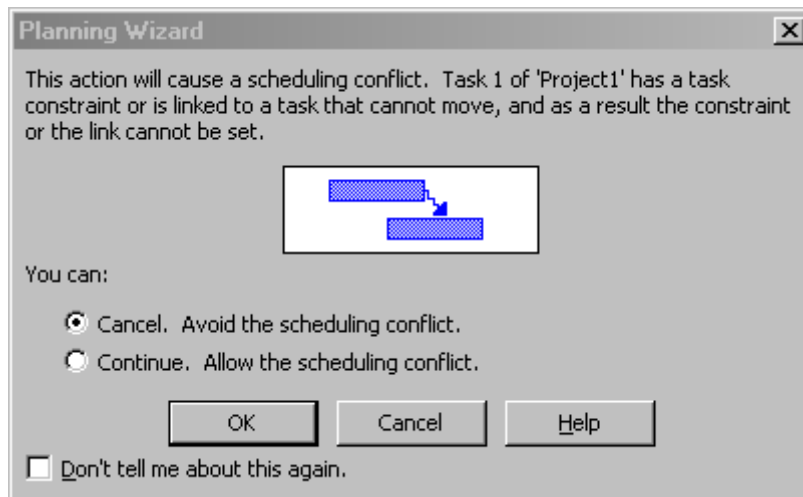 Planning Wizard
This action will cause a scheduling conflict. Task 1 of 'Project1' has a task
constraint or is linked to a task that cannot move, and as a result the constraint
or the link cannot be set.
You can:
Cancel. Avoid the scheduling conflict.
Continue. Allow the scheduling conflict.
OK Cancel Help
Don't tell me about this again.